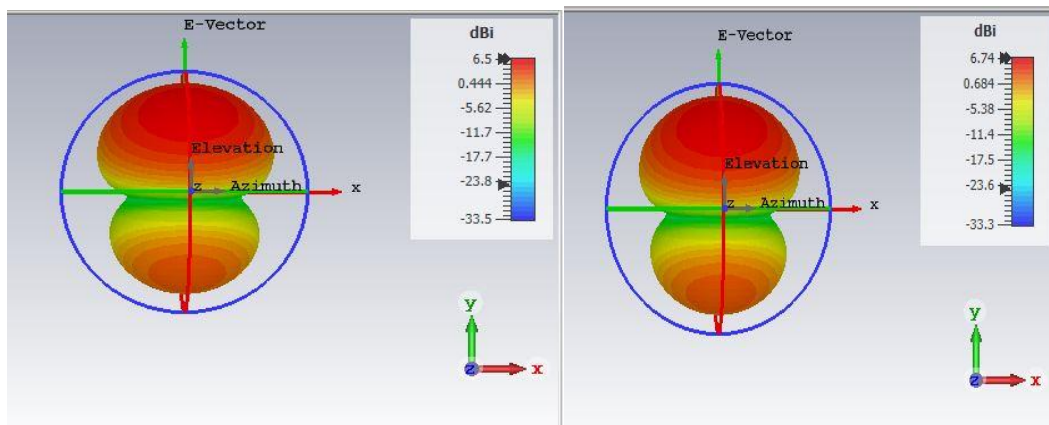 E-Vector
dBi
6.5
0.444
-5.62
-11.7
-17.5
-23.8
-33.5
Elevation
z Azimuth x
y
z x
E-Vector
dBi
6.74
0.684
-5.38
-11.4
-17.5
-23.6
-33.3
Elevation
z Azimuth x
y
z x